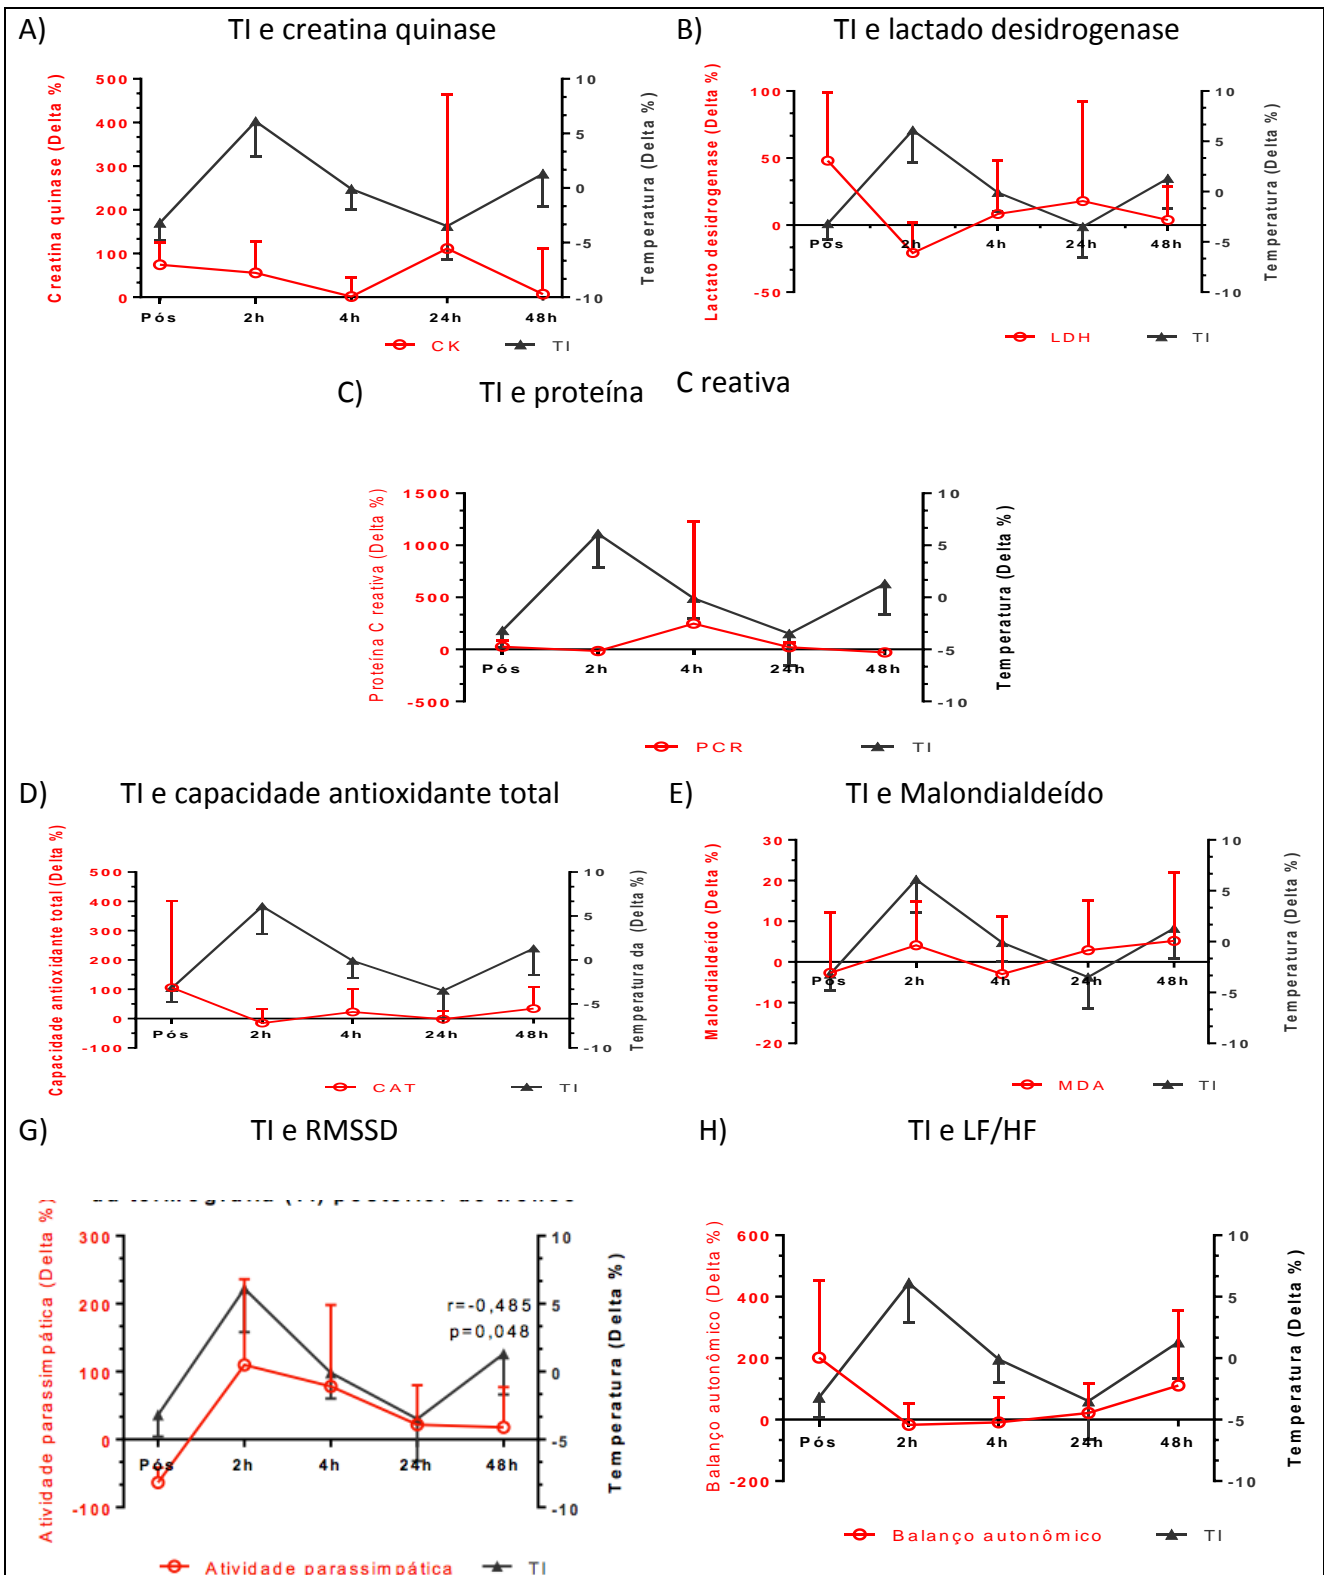 A) TI e creatina quinase
Creatina quinase (Delta %)
500
400
300
200
100
0
10
5
0
-5
-10
Temperatura (Delta %)
Pós 2h 4h 24h 48h
CK TI
B) TI e lactado desidrogenase
Lactato desidrogenase (Delta %)
100
50
0
-50
10
5
0
-5
-10
Temperatura (Delta %)
Pós 2h 4h 24h 48h
LDH TI
C) TI e proteína C reativa
Proteína C reativa (Delta %)
1500
1000
500
0
-500
10
5
0
-5
-10
Temperatura (Delta %)
Pós 2h 4h 24h 48h
PCR TI
D) TI e capacidade antioxidante total
Capacidade antioxidante total (Delta %)
500
400
300
200
100
0
-100
10
5
0
-5
-10
Temperatura da (Delta %)
Pós 2h 4h 24h 48h
CAT TI
E) TI e Malondialdeído
Malondialdeído (Delta %)
30
20
10
0
-10
-20
10
5
0
-5
-10
Temperatura (Delta %)
Pós 2h 4h 24h 48h
MDA TI
G) TI e RMSSD
Atividade parassimpática (Delta %)
300
200
100
0
-100
10
5
0
-5
-10
Temperatura (Delta %)
r=-0,485
p=0,048
Pós 2h 4h 24h 48h
Atividade parassimpática TI
H) TI e LF/HF
Balanço autonômico (Delta %)
600
400
200
0
-200
10
5
0
-5
-10
Temperatura (Delta %)
Pós 2h 4h 24h 48h
Balanço autonômico TI